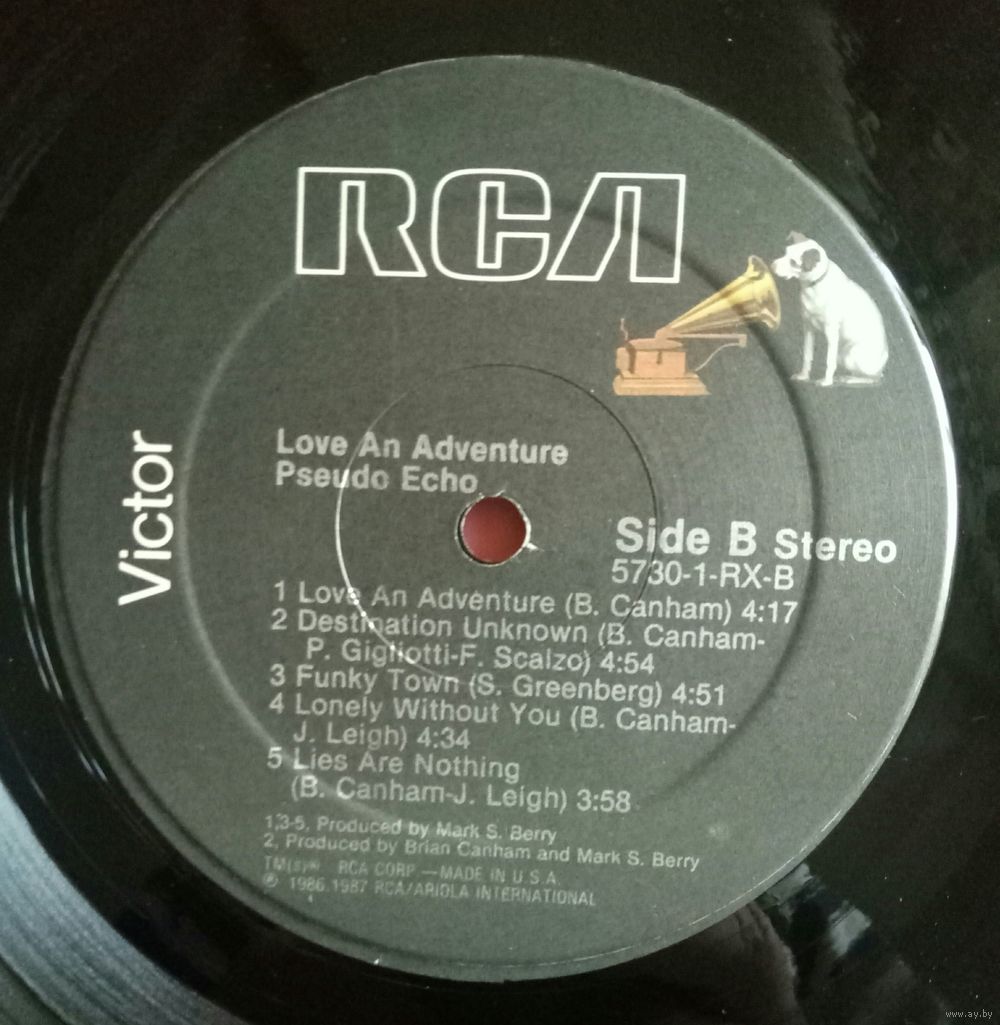 RCA
Victor
Love An Adventure
Pseudo Echo
Side B Stereo
5730-1-RX-B
1 Love An Adventure (B. Canham) 4:17
2 Destination Unknown (B. Canham-
P. Gigliotti-F. Scalzo) 4:54
3 Funky Town (S. Greenberg) 4:51
4 Lonely Without You (B. Canham-
J. Leigh) 4:34
5 Lies Are Nothing
(B. Canham-J. Leigh) 3:58
1,3-5, Produced by Mark S. Berry
2, Produced by Brian Canham and Mark S. Berry
RCA CORP.—MADE IN U.S.A.
℗ 1986, 1987 RCA/ARIOLA INTERNATIONAL
www.ay.by